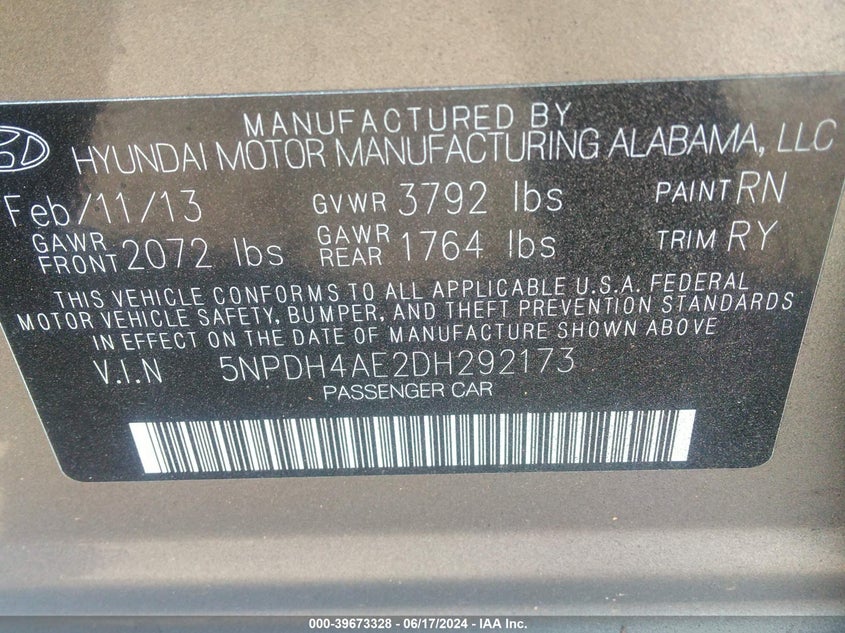 MANUFACTURED BY
HYUNDAI MOTOR MANUFACTURING ALABAMA, LLC
Feb/11/13 GVWR 3792 lbs PAINT RN
GAWR FRONT 2072 lbs GAWR REAR 1764 lbs TRIM RY
THIS VEHICLE CONFORMS TO ALL APPLICABLE U.S.A. FEDERAL
MOTOR VEHICLE SAFETY, BUMPER, AND THEFT PREVENTION STANDARDS
IN EFFECT ON THE DATE OF MANUFACTURE SHOWN ABOVE
V.I.N 5NPDH4AE2DH292173
PASSENGER CAR
000-39673328 - 06/17/2024 - IAA Inc.